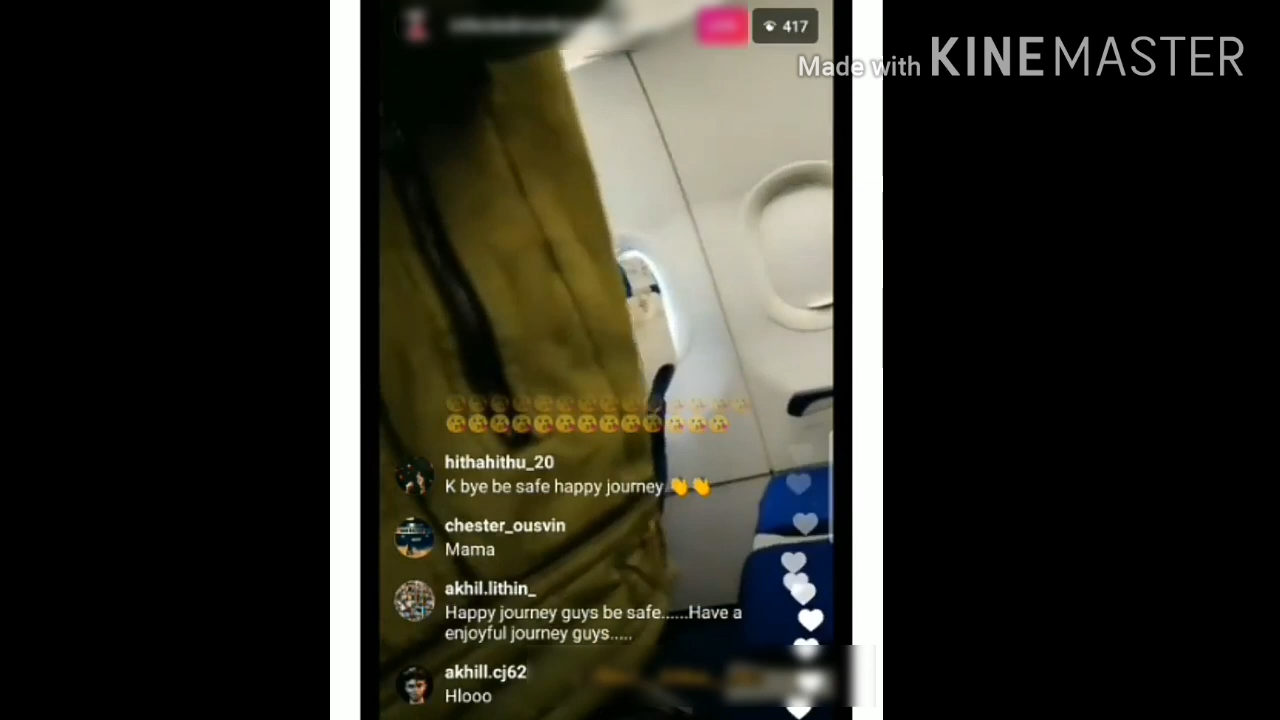 417
Made with KINEMASTER
hithahithu_20
K bye be safe happy journey 👏👏
chester_ousvin
Mama
akhil.lithin_
Happy journey guys be safe......Have a
enjoyful journey guys.....
akhill.cj62
Hlooo